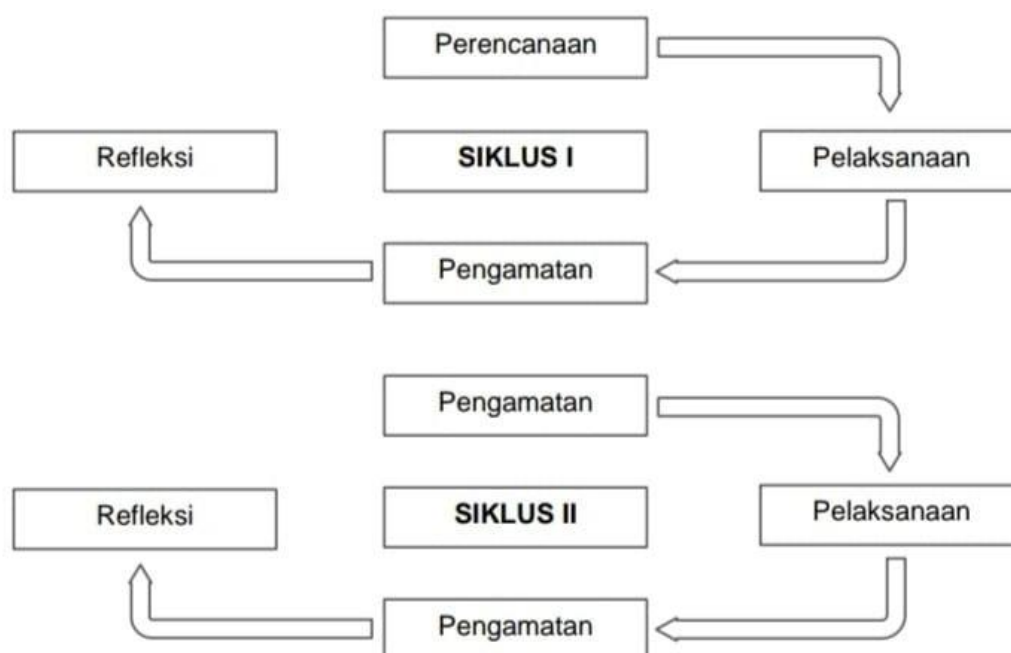 Perencanaan
Refleksi
SIKLUS I
Pelaksanaan
Pengamatan
Pengamatan
Refleksi
SIKLUS II
Pelaksanaan
Pengamatan